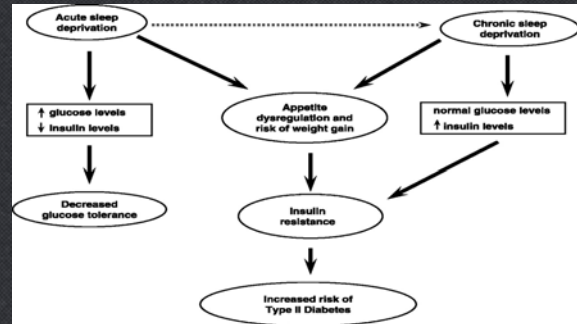 Acute sleep
deprivation
Chronic sleep
deprivation
↑ glucose levels
↓ insulin levels
Appetite
dysregulation and
risk of weight gain
normal glucose levels
↑ insulin levels
Decreased
glucose tolerance
Insulin
resistance
Increased risk of
Type II Diabetes